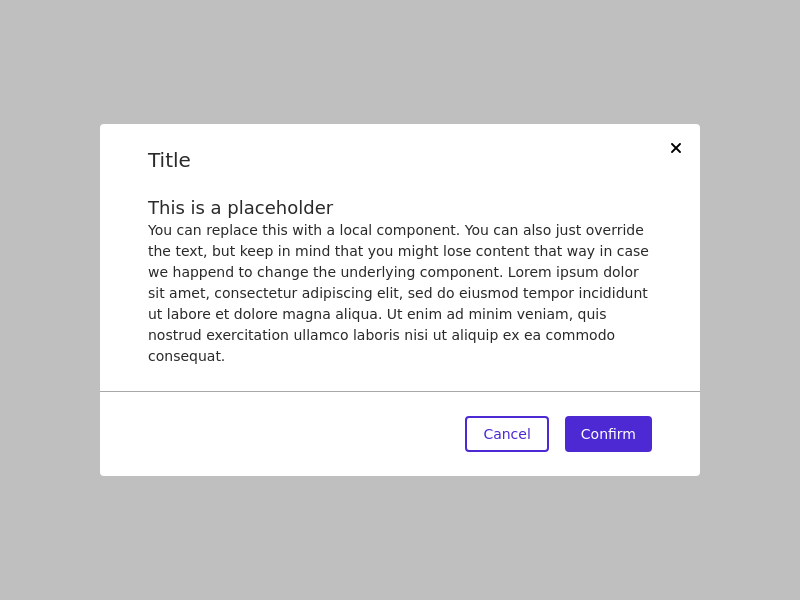 Title
This is a placeholder
You can replace this with a local component. You can also just override
the text, but keep in mind that you might lose content that way in case
we happend to change the underlying component. Lorem ipsum dolor
sit amet, consectetur adipiscing elit, sed do eiusmod tempor incididunt
ut labore et dolore magna aliqua. Ut enim ad minim veniam, quis
nostrud exercitation ullamco laboris nisi ut aliquip ex ea commodo
consequat.
Cancel
Confirm